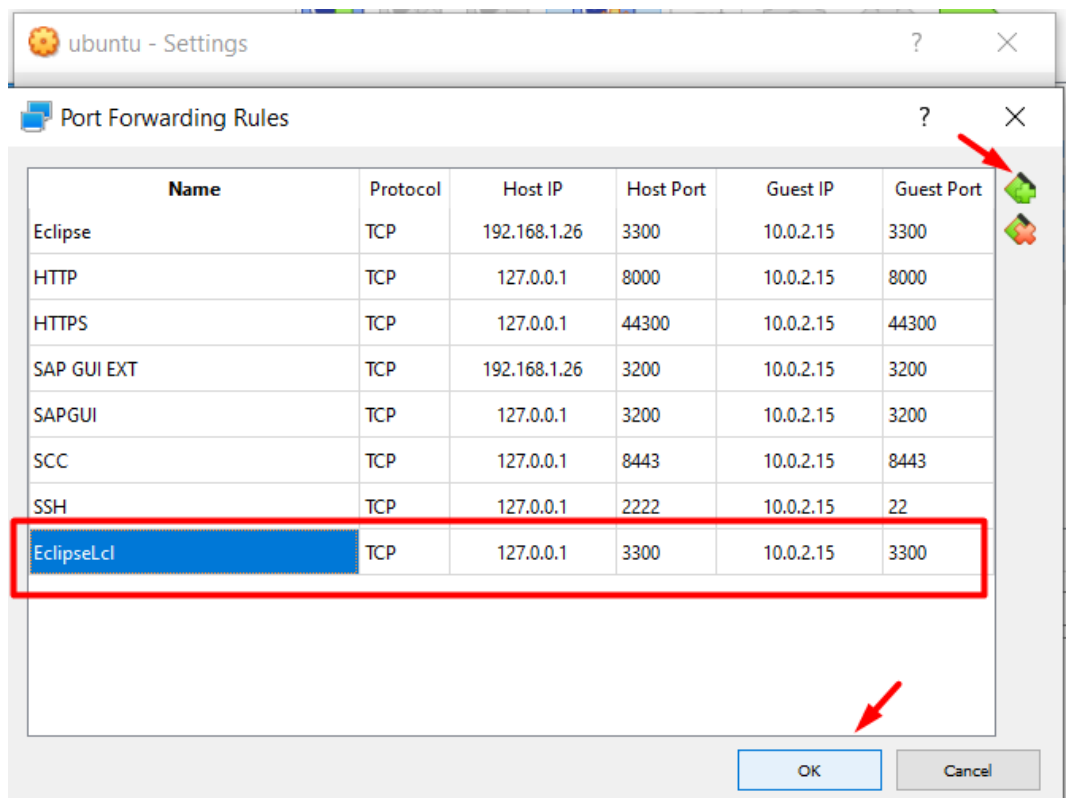 ubuntu - Settings ?
Port Forwarding Rules ?
Name Protocol Host IP Host Port Guest IP Guest Port
Eclipse TCP 192.168.1.26 3300 10.0.2.15 3300
HTTP TCP 127.0.0.1 8000 10.0.2.15 8000
HTTPS TCP 127.0.0.1 44300 10.0.2.15 44300
SAP GUI EXT TCP 192.168.1.26 3200 10.0.2.15 3200
SAPGUI TCP 127.0.0.1 3200 10.0.2.15 3200
SCC TCP 127.0.0.1 8443 10.0.2.15 8443
SSH TCP 127.0.0.1 2222 10.0.2.15 22
EclipseLcl TCP 127.0.0.1 3300 10.0.2.15 3300
OK Cancel